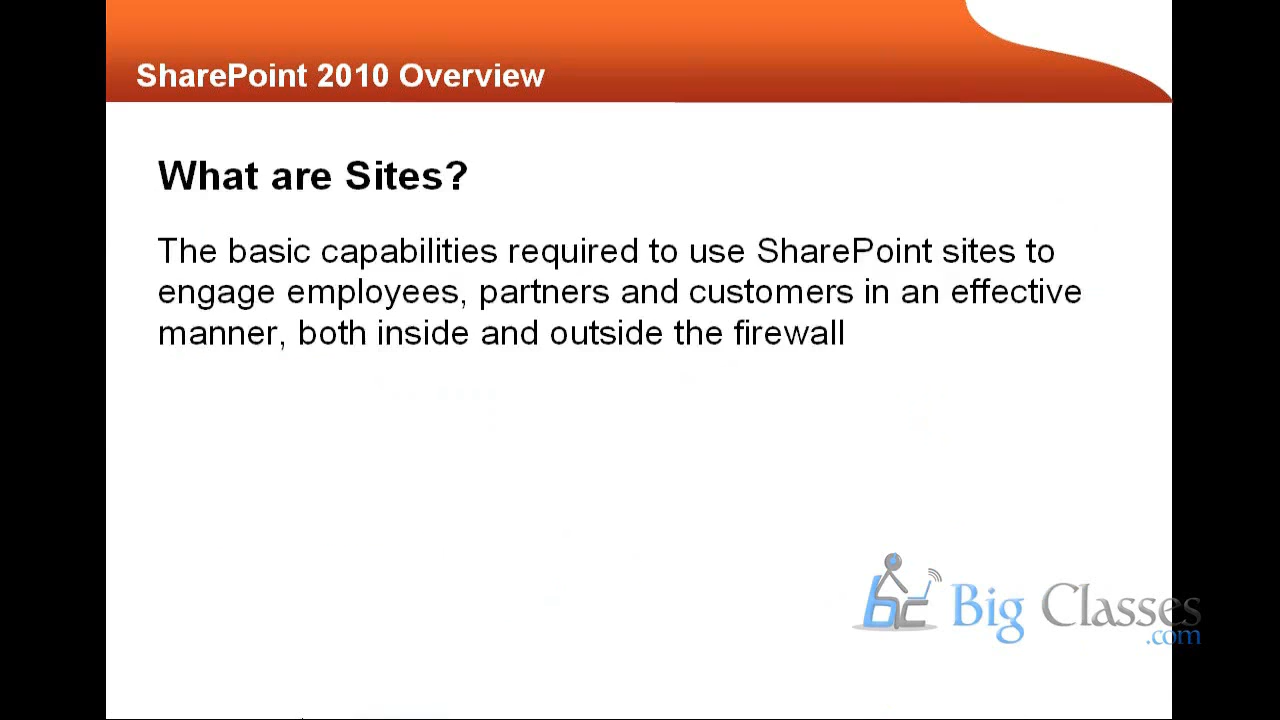 SharePoint 2010 Overview
What are Sites?
The basic capabilities required to use SharePoint sites to
engage employees, partners and customers in an effective
manner, both inside and outside the firewall
bc Big Classes
.com